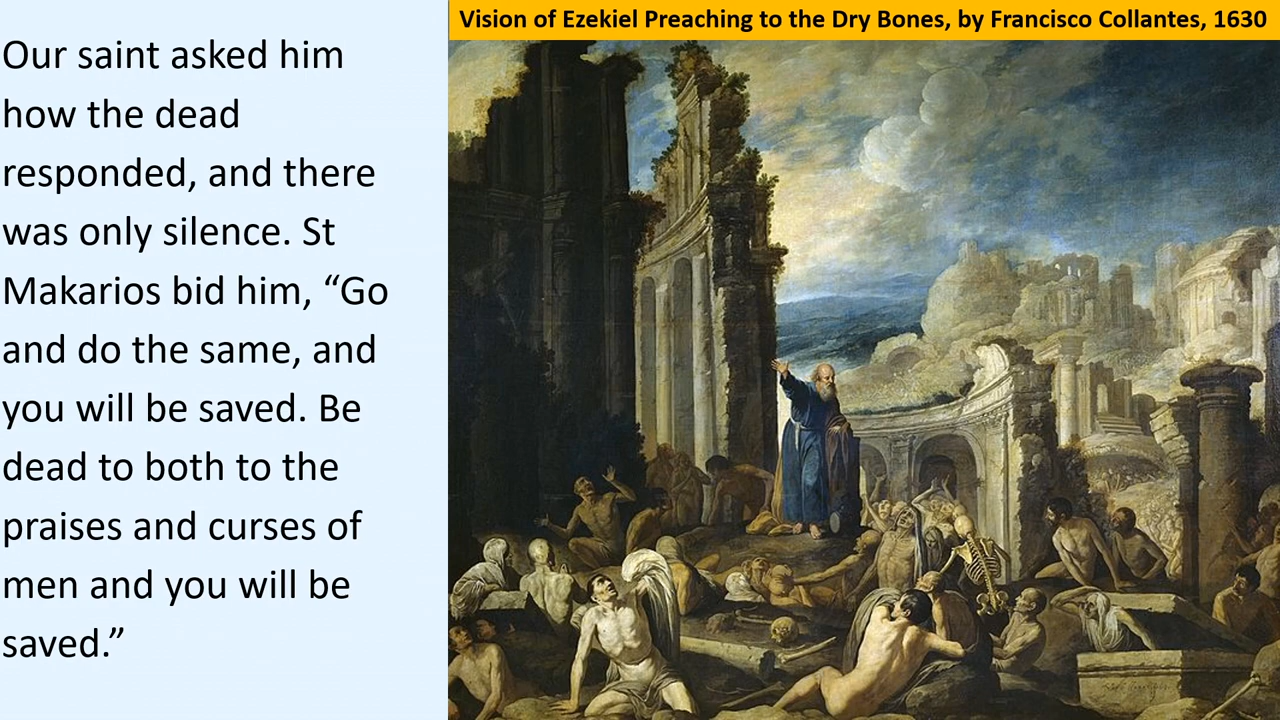 Vision of Ezekiel Preaching to the Dry Bones, by Francisco Collantes, 1630
Our saint asked him
how the dead
responded, and there
was only silence. St
Makarios bid him, “Go
and do the same, and
you will be saved. Be
dead to both to the
praises and curses of
men and you will be
saved.”